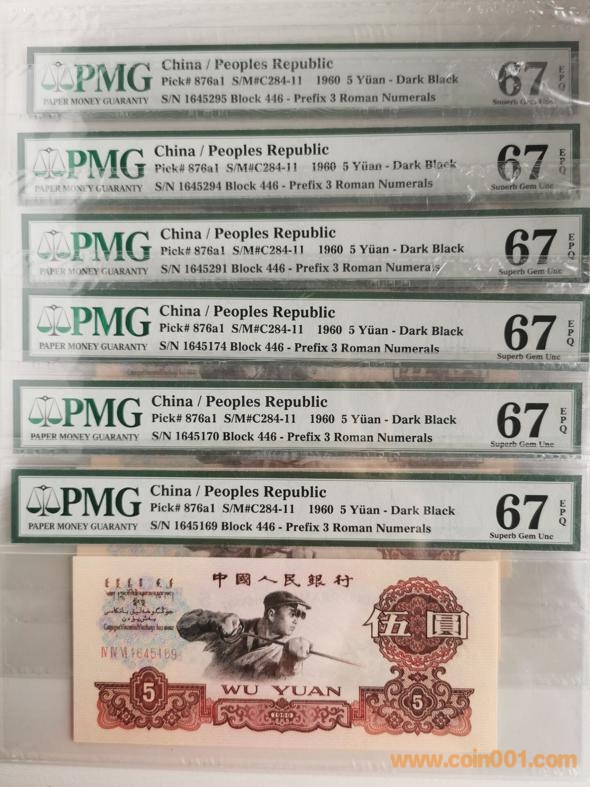 PMG
PAPER MONEY GUARANTY
China / Peoples Republic
Pick# 876a1 S/M#C284-11 1960 5 Yüan - Dark Black
S/N 1645295 Block 446 - Prefix 3 Roman Numerals
67
EPQ
Superb Gem Unc
PMG
PAPER MONEY GUARANTY
China / Peoples Republic
Pick# 876a1 S/M#C284-11 1960 5 Yüan - Dark Black
S/N 1645294 Block 446 - Prefix 3 Roman Numerals
67
EPQ
Superb Gem Unc
PMG
PAPER MONEY GUARANTY
China / Peoples Republic
Pick# 876a1 S/M#C284-11 1960 5 Yüan - Dark Black
S/N 1645291 Block 446 - Prefix 3 Roman Numerals
67
EPQ
Superb Gem Unc
PMG
PAPER MONEY GUARANTY
China / Peoples Republic
Pick# 876a1 S/M#C284-11 1960 5 Yüan - Dark Black
S/N 1645174 Block 446 - Prefix 3 Roman Numerals
67
EPQ
Superb Gem Unc
PMG
PAPER MONEY GUARANTY
China / Peoples Republic
Pick# 876a1 S/M#C284-11 1960 5 Yüan - Dark Black
S/N 1645170 Block 446 - Prefix 3 Roman Numerals
67
EPQ
Superb Gem Unc
PMG
PAPER MONEY GUARANTY
China / Peoples Republic
Pick# 876a1 S/M#C284-11 1960 5 Yüan - Dark Black
S/N 1645169 Block 446 - Prefix 3 Roman Numerals
67
EPQ
Superb Gem Unc
中國人民銀行
伍圓
IV IV VI 1645169
5
WU YUAN
1960
5
www.coin001.com